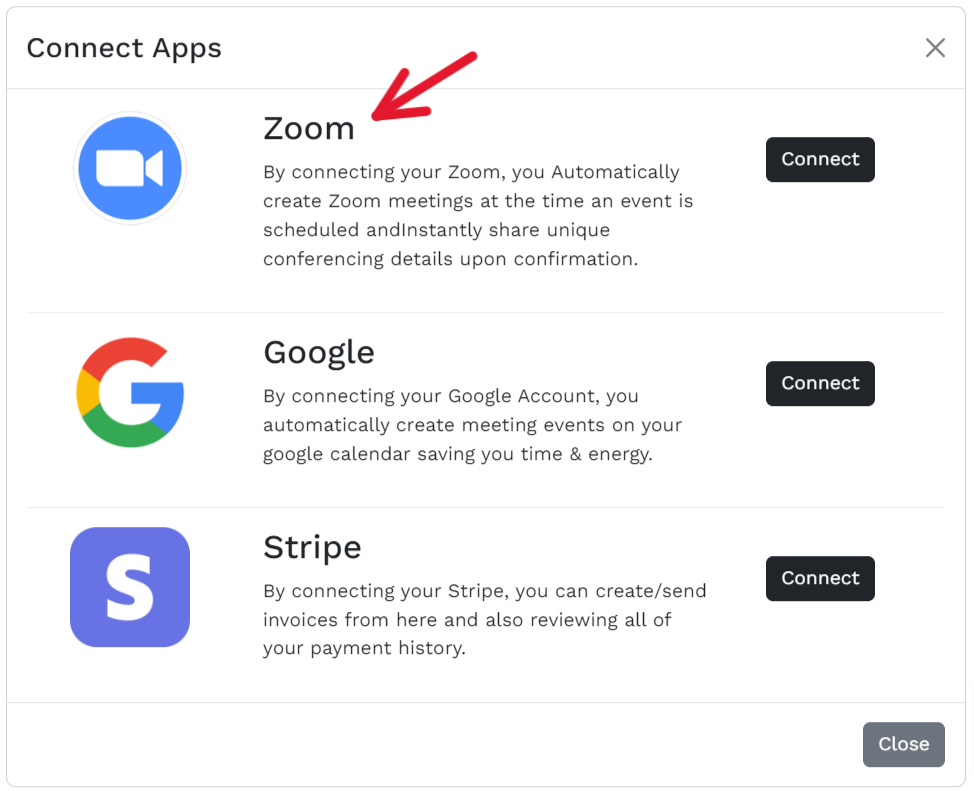 Connect Apps
Zoom
By connecting your Zoom, you Automatically
create Zoom meetings at the time an event is
scheduled andInstantly share unique
conferencing details upon confirmation.
Connect
Google
By connecting your Google Account, you
automatically create meeting events on your
google calendar saving you time & energy.
Connect
Stripe
By connecting your Stripe, you can create/send
invoices from here and also reviewing all of
your payment history.
Connect
Close